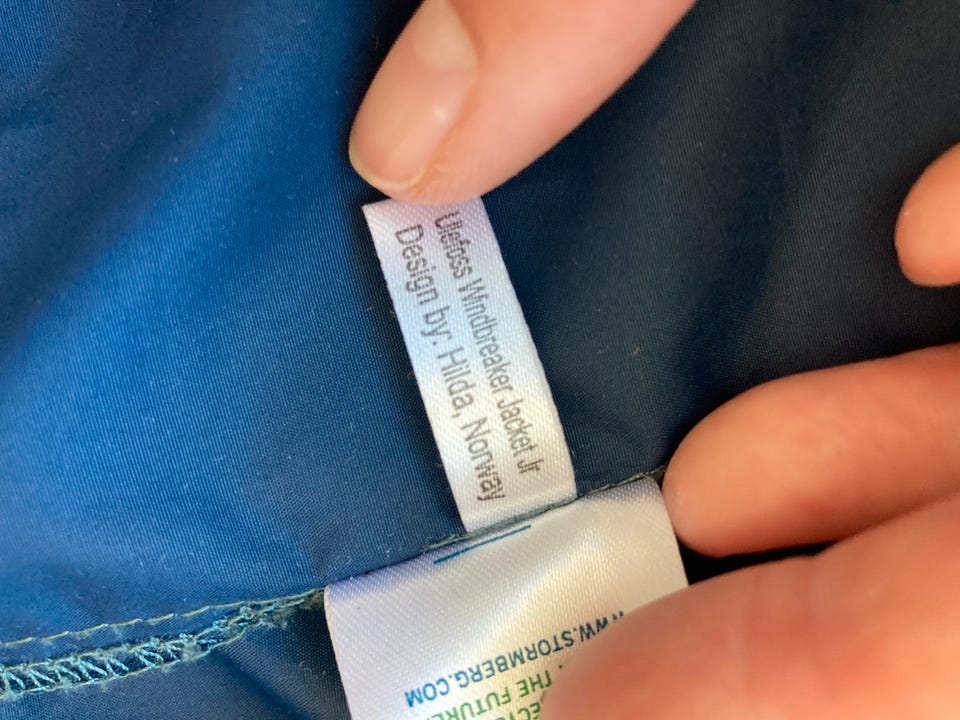 Ulefoss Windbreaker Jacket Jr
Design by: Hilda, Norway
WWW.STORMBERG.COM
THE FUTURE